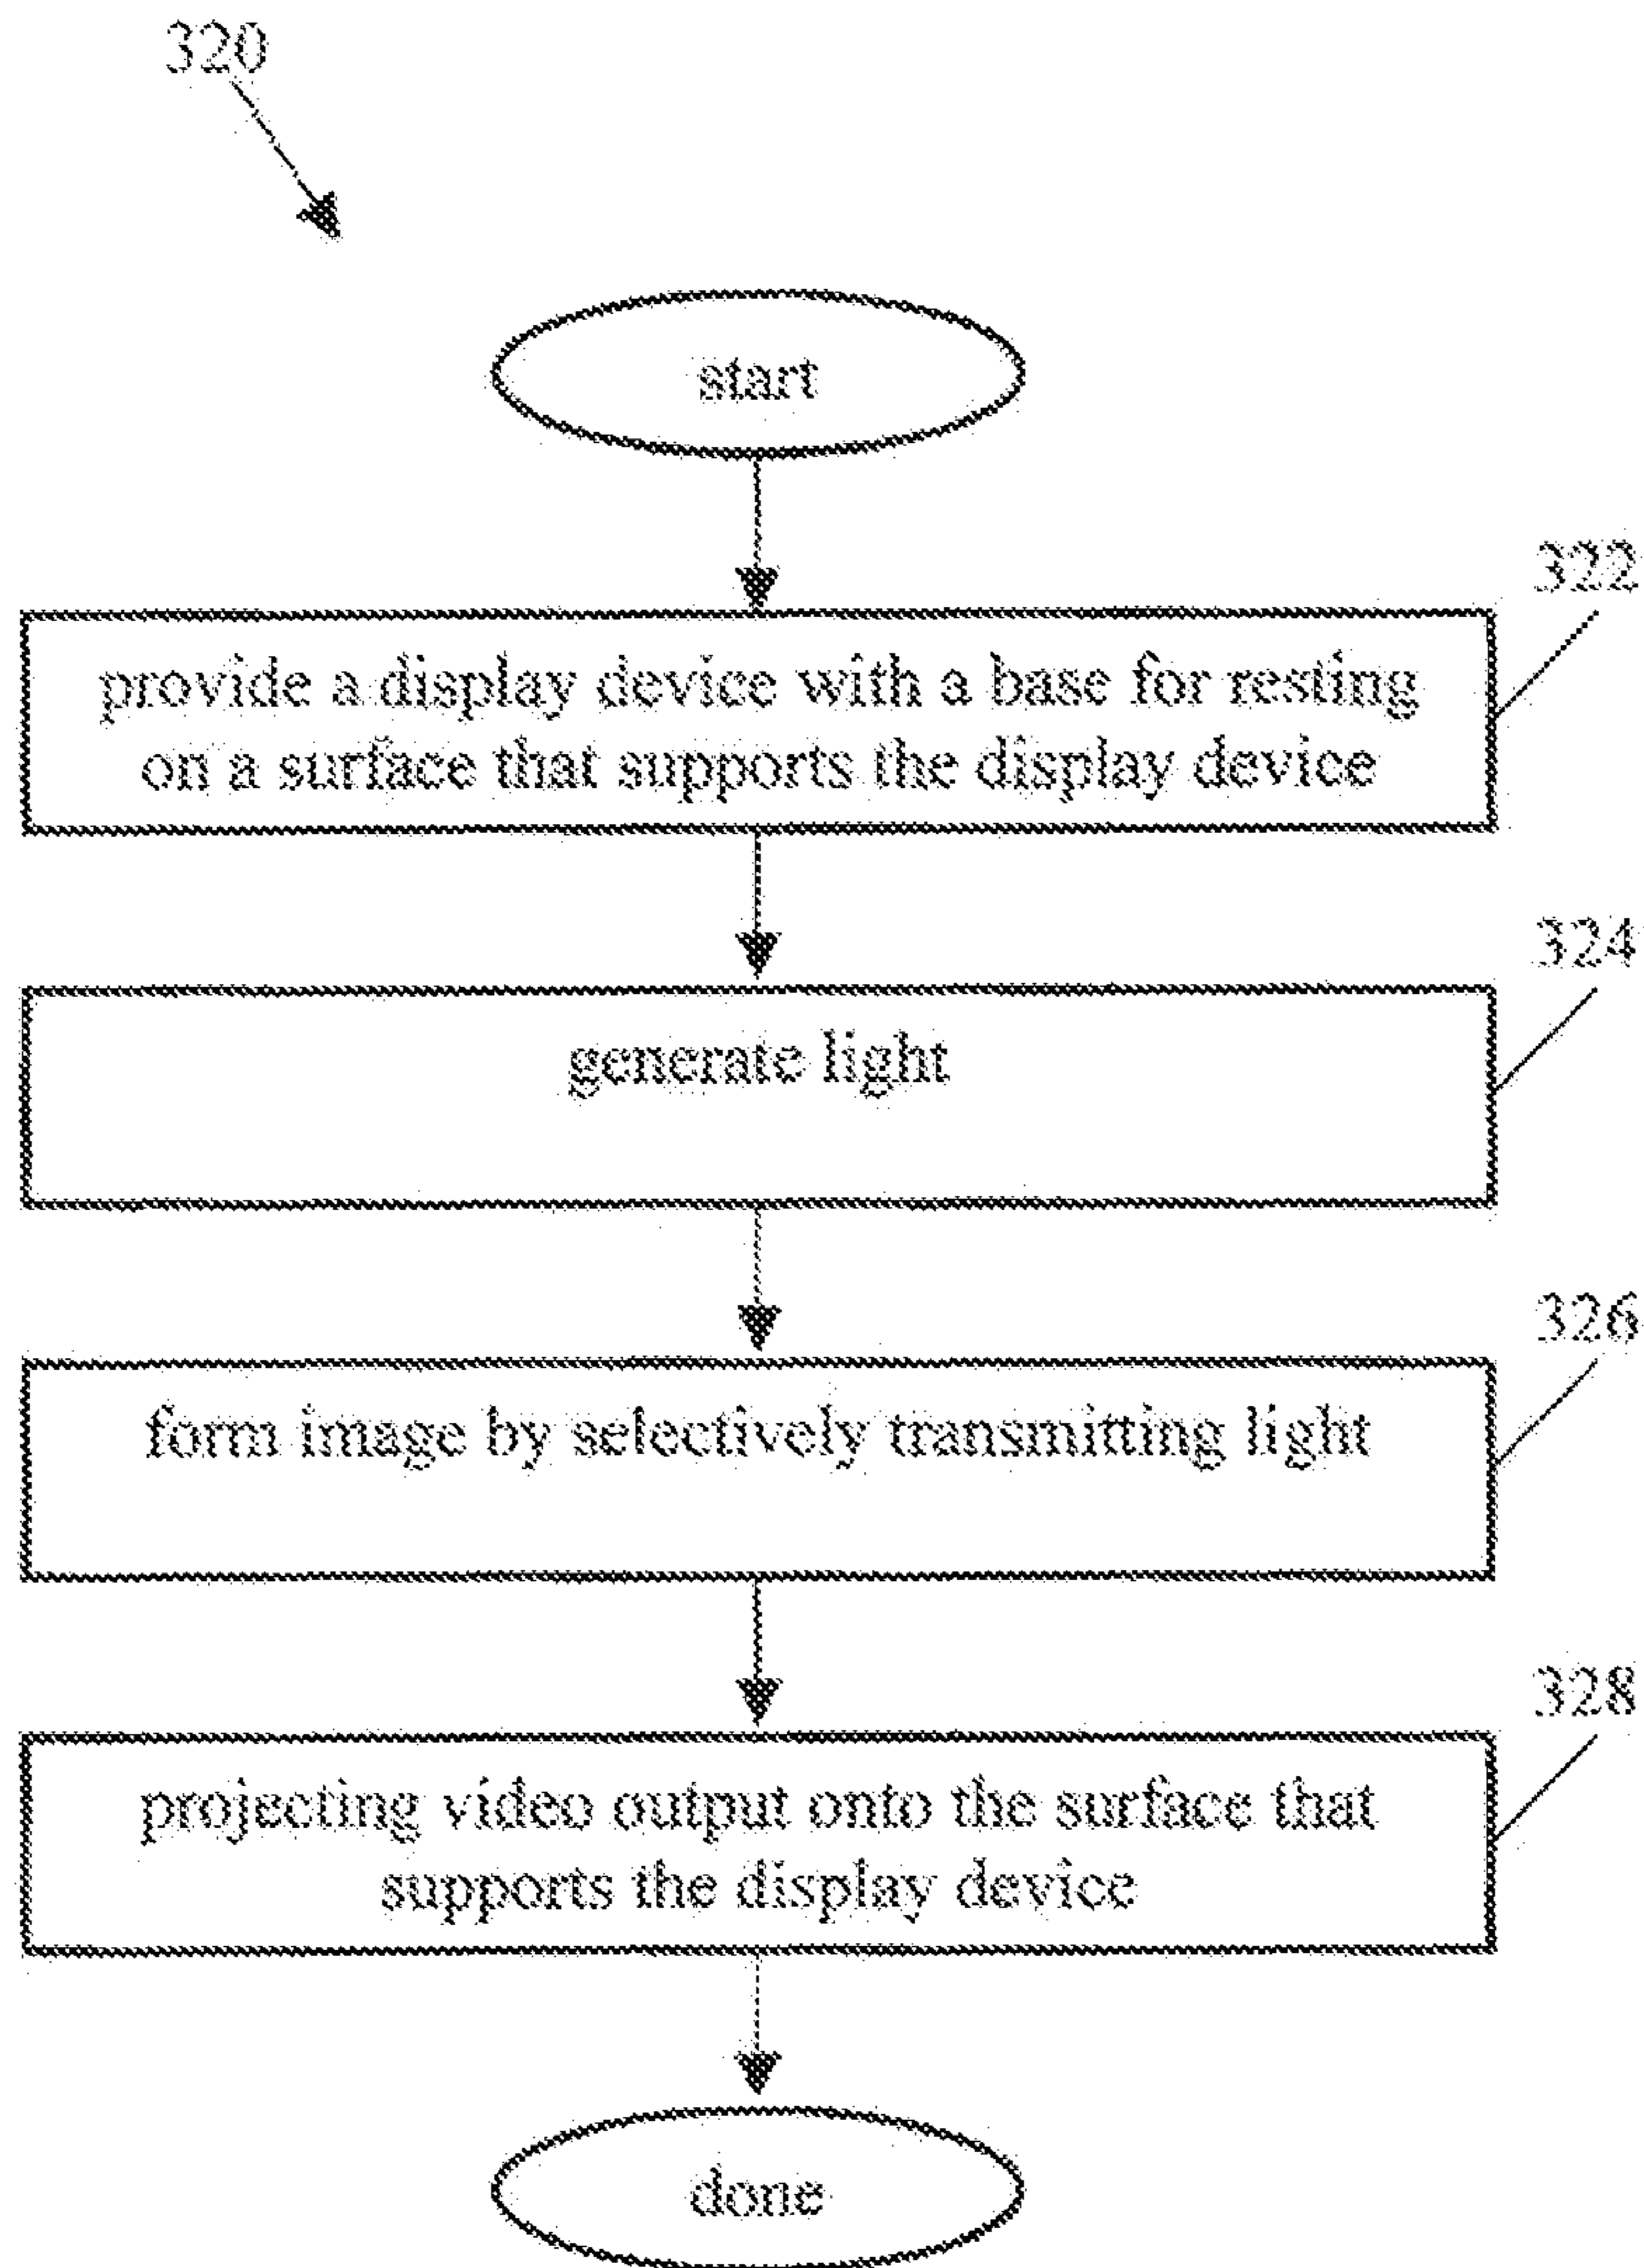 320
start
322
provide a display device with a base for resting
on a surface that supports the display device
324
generate light
326
form image by selectively transmitting light
328
projecting video output onto the surface that
supports the display device
done